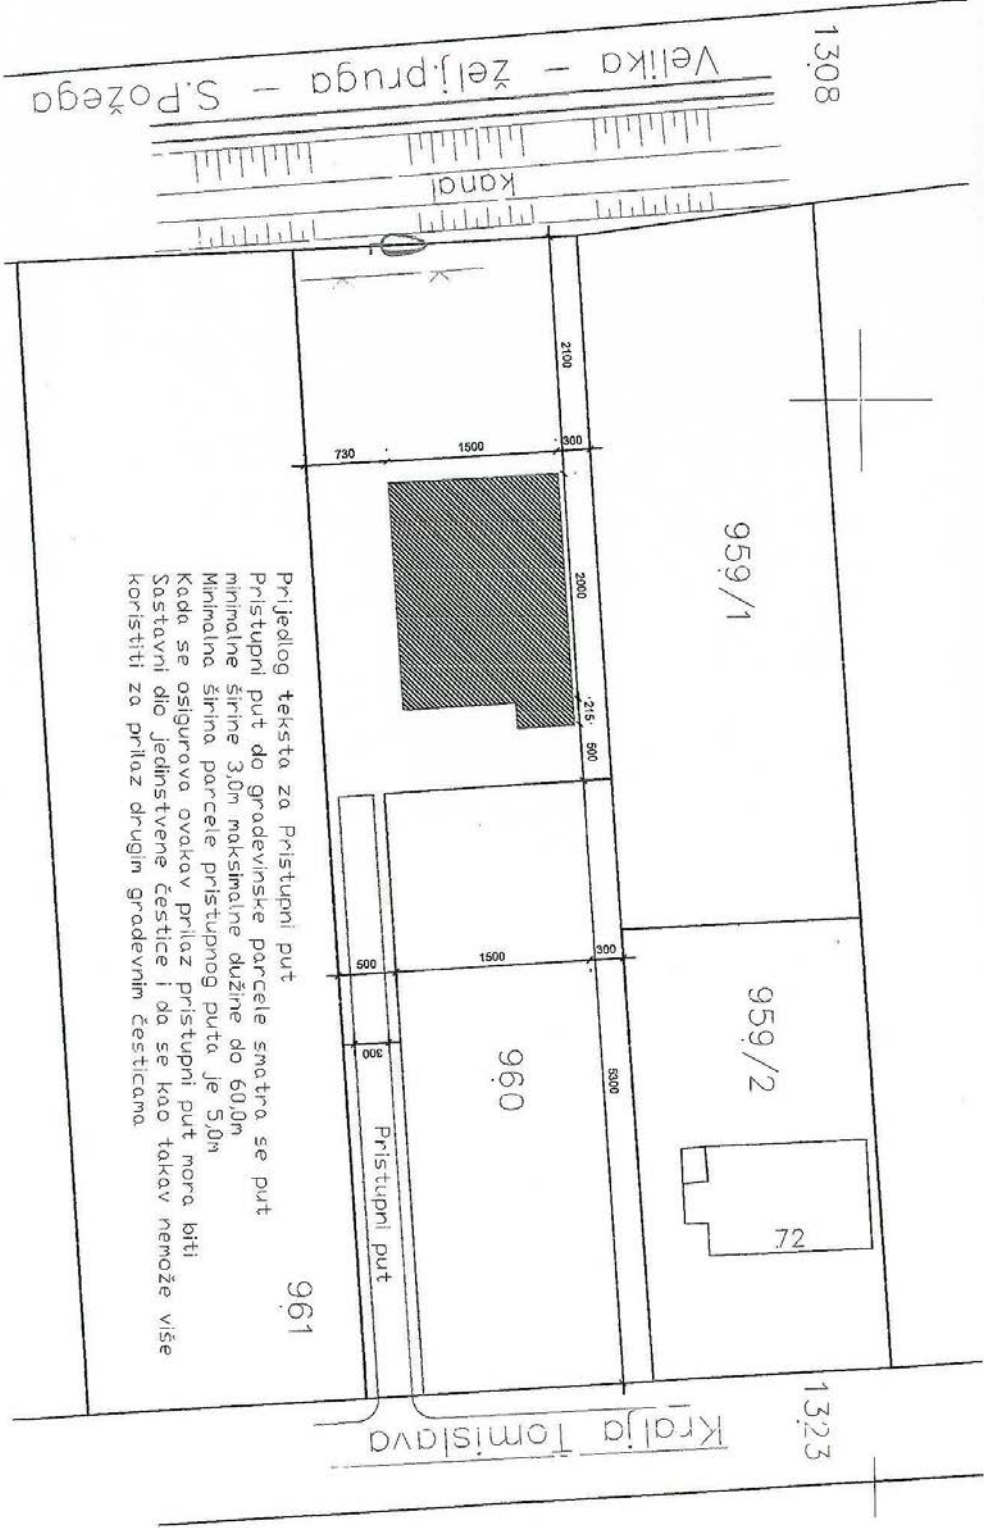 1308
Velika - želj.pruga - S.Požega
kanal
2100
730
1500
300
959/1
2000
215
500
Prijedlog teksta za Pristupni put
Pristupni put do građevinske parcele smatra se put
minimalne širine 3,0m maksimalne dužine do 60,0m
Minimalna širina parcele pristupnog puta je 5,0m
Kada se osigurava ovakav prilaz pristupni put mora biti
Sastavni dio jedinstvene čestice i da se kao takav nemože više
koristiti za prilaz drugim građevnim česticama
500
1500
300
300
960
5300
959/2
72
Pristupni put
961
1323
Kralja Tomislava